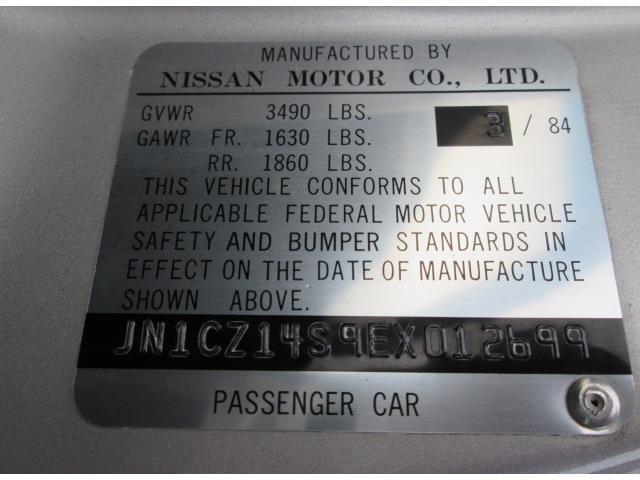 MANUFACTURED BY
NISSAN MOTOR CO., LTD.
GVWR 3490 LBS.
GAWR FR. 1630 LBS. 3 / 84
RR. 1860 LBS.
THIS VEHICLE CONFORMS TO ALL
APPLICABLE FEDERAL MOTOR VEHICLE
SAFETY AND BUMPER STANDARDS IN
EFFECT ON THE DATE OF MANUFACTURE
SHOWN ABOVE.
JN1CZ14S9EX012699
PASSENGER CAR